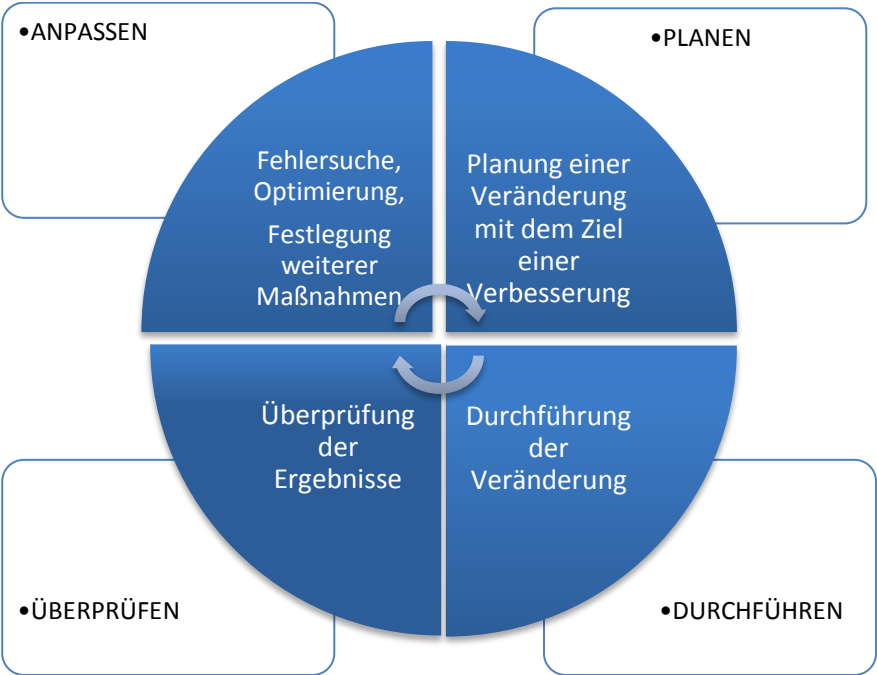 •ANPASSEN
•PLANEN
Fehlersuche,
Optimierung,
Festlegung
weiterer
Maßnahmen
Planung einer
Veränderung
mit dem Ziel
einer
Verbesserung
Überprüfung
der
Ergebnisse
Durchführung
der
Veränderung
•ÜBERPRÜFEN
•DURCHFÜHREN